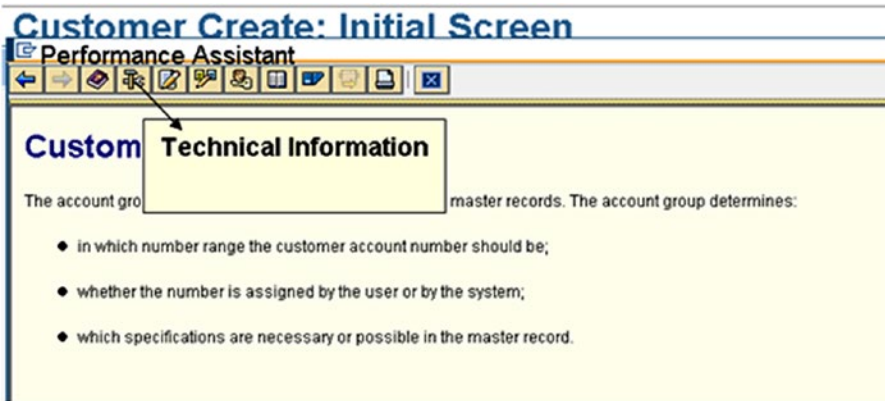 Customer Create: Initial Screen
Performance Assistant
Custom
Technical Information
The account gro master records. The account group determines:
in which number range the customer account number should be;
whether the number is assigned by the user or by the system;
which specifications are necessary or possible in the master record.